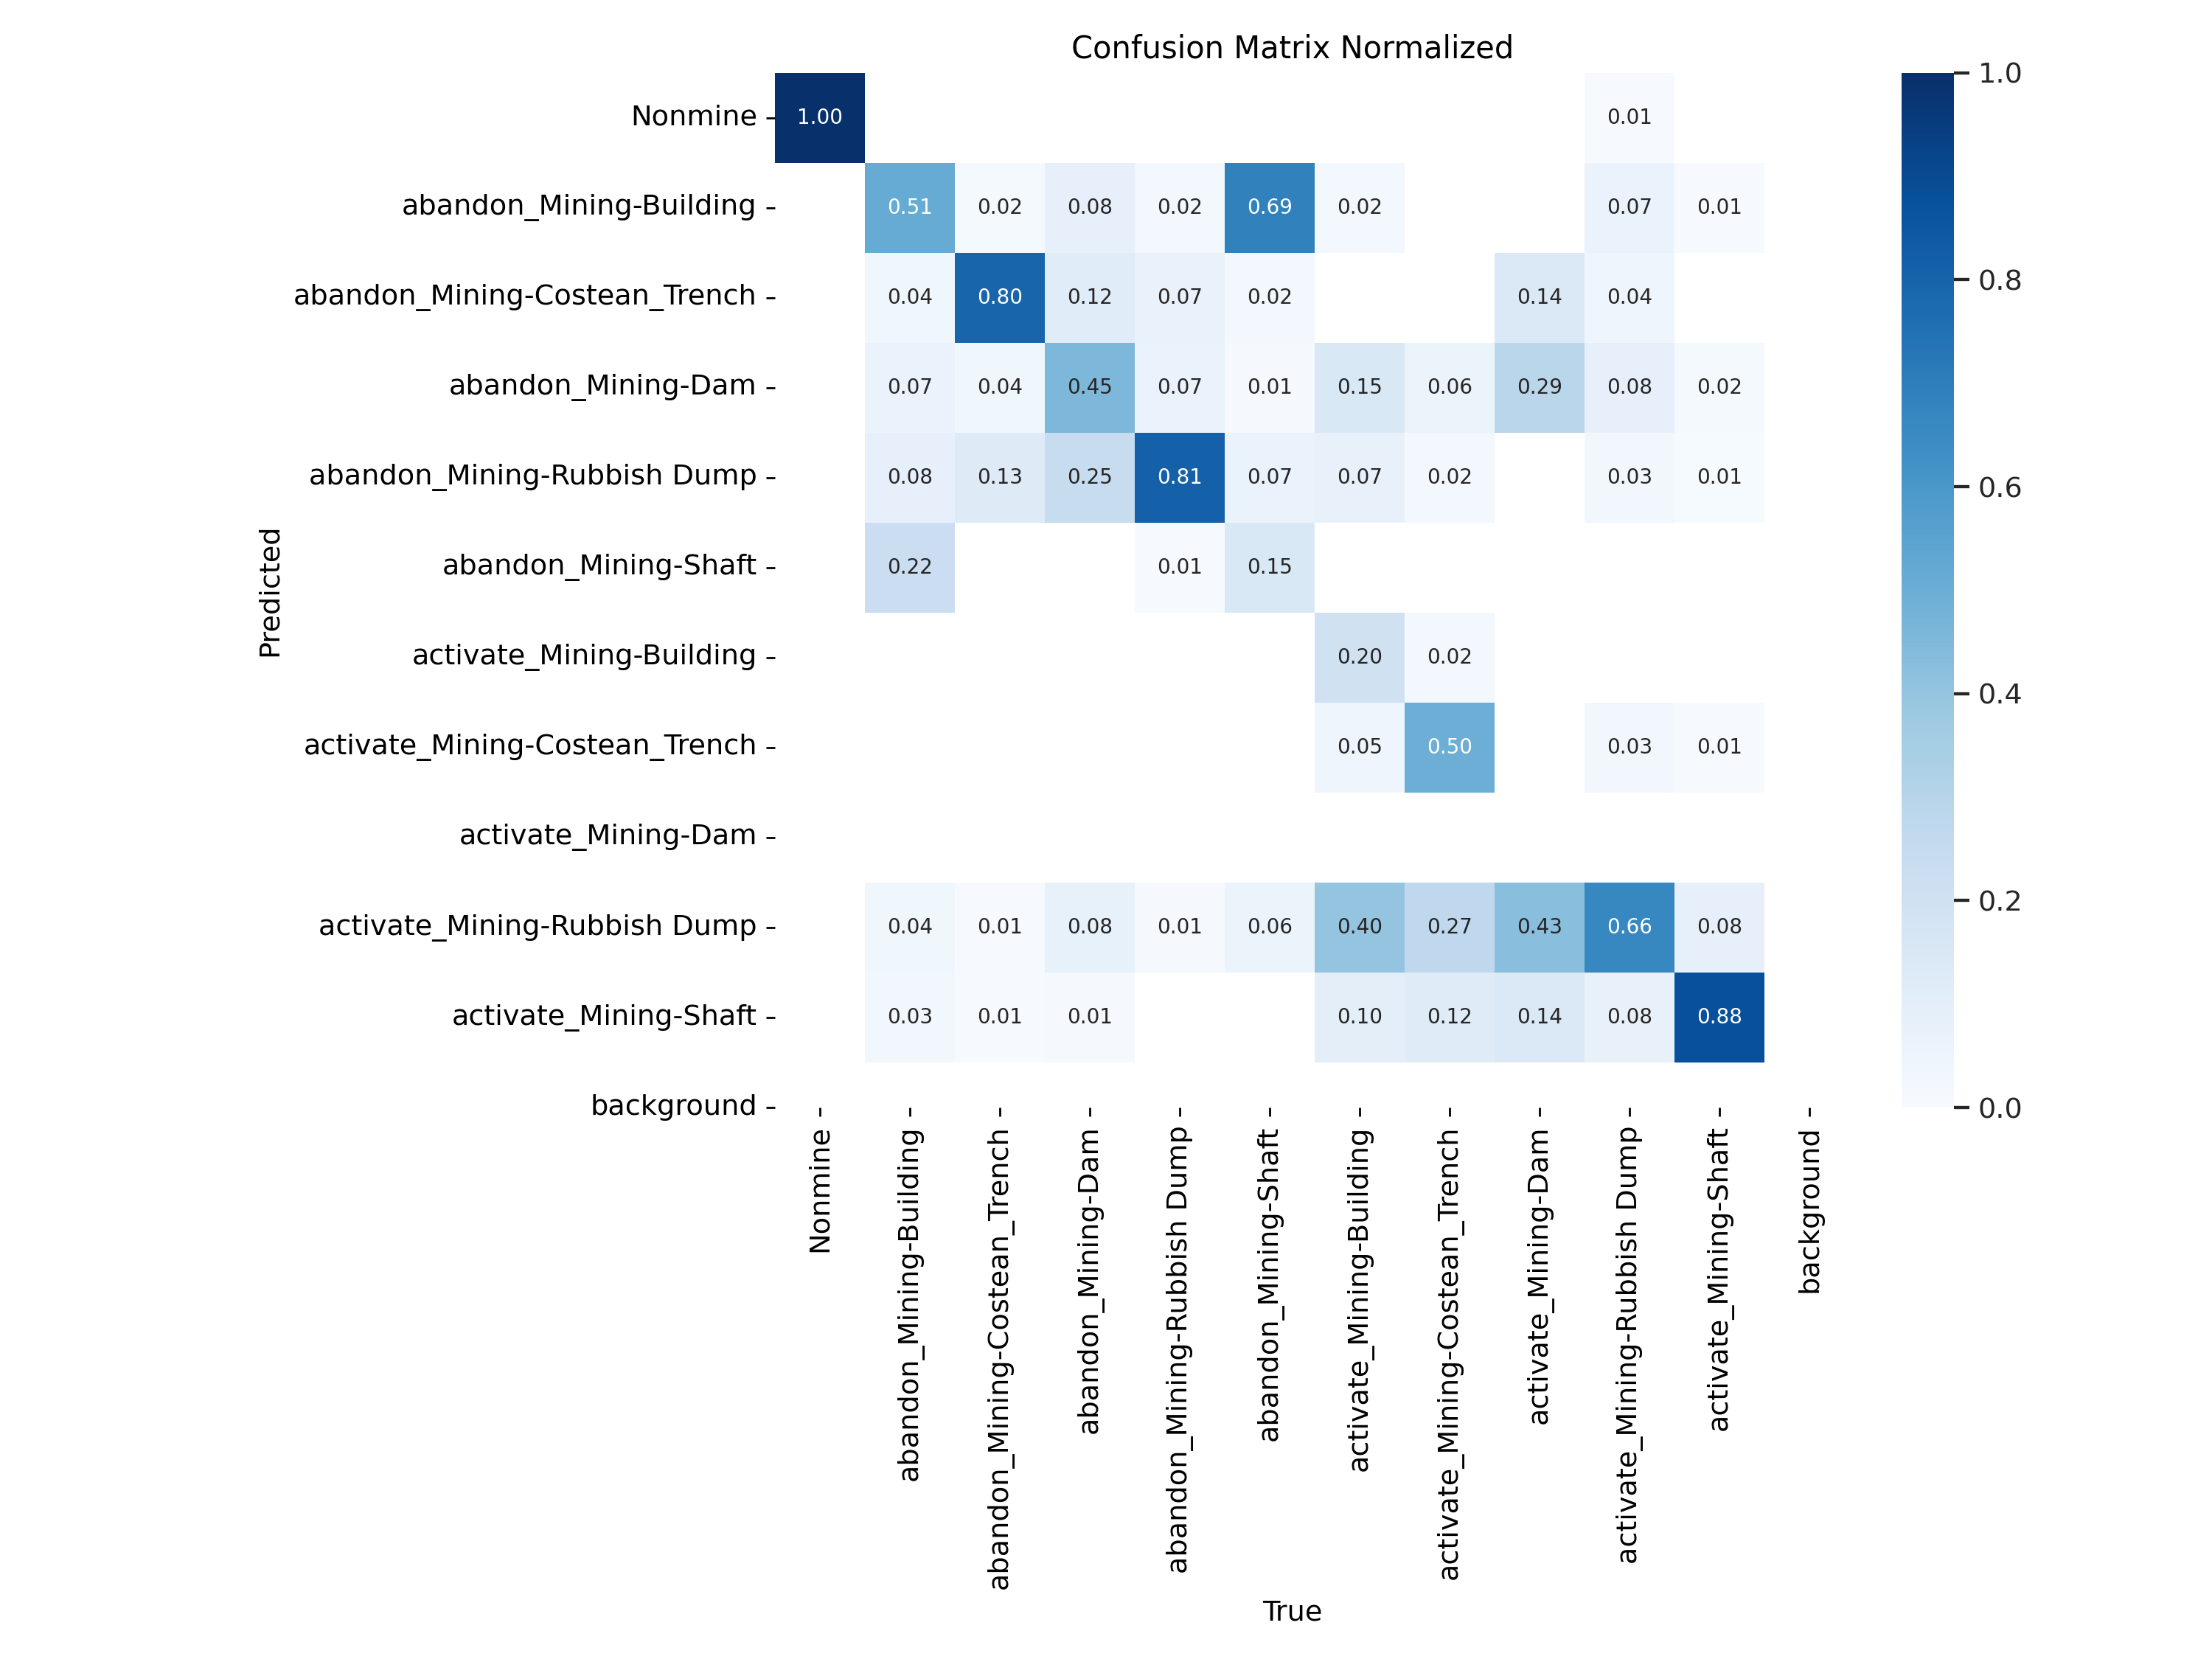 Confusion Matrix Normalized
Nonmine 1.00 0.01
abandon_Mining-Building 0.51 0.02 0.08 0.02 0.69 0.02 0.07 0.01
abandon_Mining-Costean_Trench 0.04 0.80 0.12 0.07 0.02 0.14 0.04
abandon_Mining-Dam 0.07 0.04 0.45 0.07 0.01 0.15 0.06 0.29 0.08 0.02
abandon_Mining-Rubbish Dump 0.08 0.13 0.25 0.81 0.07 0.07 0.02 0.03 0.01
abandon_Mining-Shaft 0.22 0.01 0.15
activate_Mining-Building 0.20 0.02
activate_Mining-Costean_Trench 0.05 0.50 0.03 0.01
activate_Mining-Dam
activate_Mining-Rubbish Dump 0.04 0.01 0.08 0.01 0.06 0.40 0.27 0.43 0.66 0.08
activate_Mining-Shaft 0.03 0.01 0.01 0.10 0.12 0.14 0.08 0.88
background
Predicted
Nonmine
abandon_Mining-Building
abandon_Mining-Costean_Trench
abandon_Mining-Dam
abandon_Mining-Rubbish Dump
abandon_Mining-Shaft
activate_Mining-Building
activate_Mining-Costean_Trench
activate_Mining-Dam
activate_Mining-Rubbish Dump
activate_Mining-Shaft
background
True
1.0
0.8
0.6
0.4
0.2
0.0